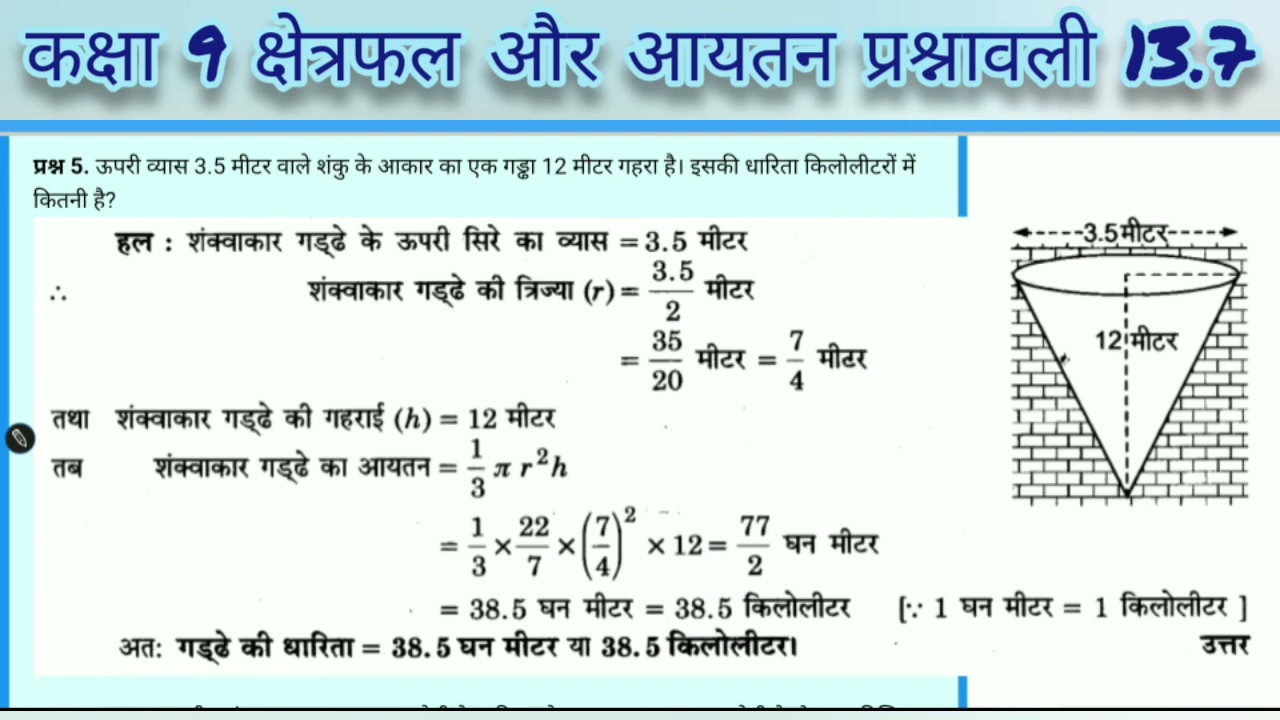 कक्षा 9 क्षेत्रफल और आयतन प्रश्नावली 13.7
प्रश्न 5. ऊपरी व्यास 3.5 मीटर वाले शंकु के आकार का एक गड्ढा 12 मीटर गहरा है। इसकी धारिता किलोलीटरों में
कितनी है?
हल : शंक्वाकार गड्ढे के ऊपरी सिरे का व्यास = 3.5 मीटर
∴ शंक्वाकार गड्ढे की त्रिज्या (r) = 3.5/2 मीटर
= 35/20 मीटर = 7/4 मीटर
तथा शंक्वाकार गड्ढे की गहराई (h) = 12 मीटर
तब शंक्वाकार गड्ढे का आयतन = 1/3 π r²h
= 1/3 × 22/7 × (7/4)² × 12 = 77/2 घन मीटर
= 38.5 घन मीटर = 38.5 किलोलीटर [∵ 1 घन मीटर = 1 किलोलीटर ]
अतः गड्ढे की धारिता = 38.5 घन मीटर या 38.5 किलोलीटर। उत्तर
3.5 मीटर
12 मीटर